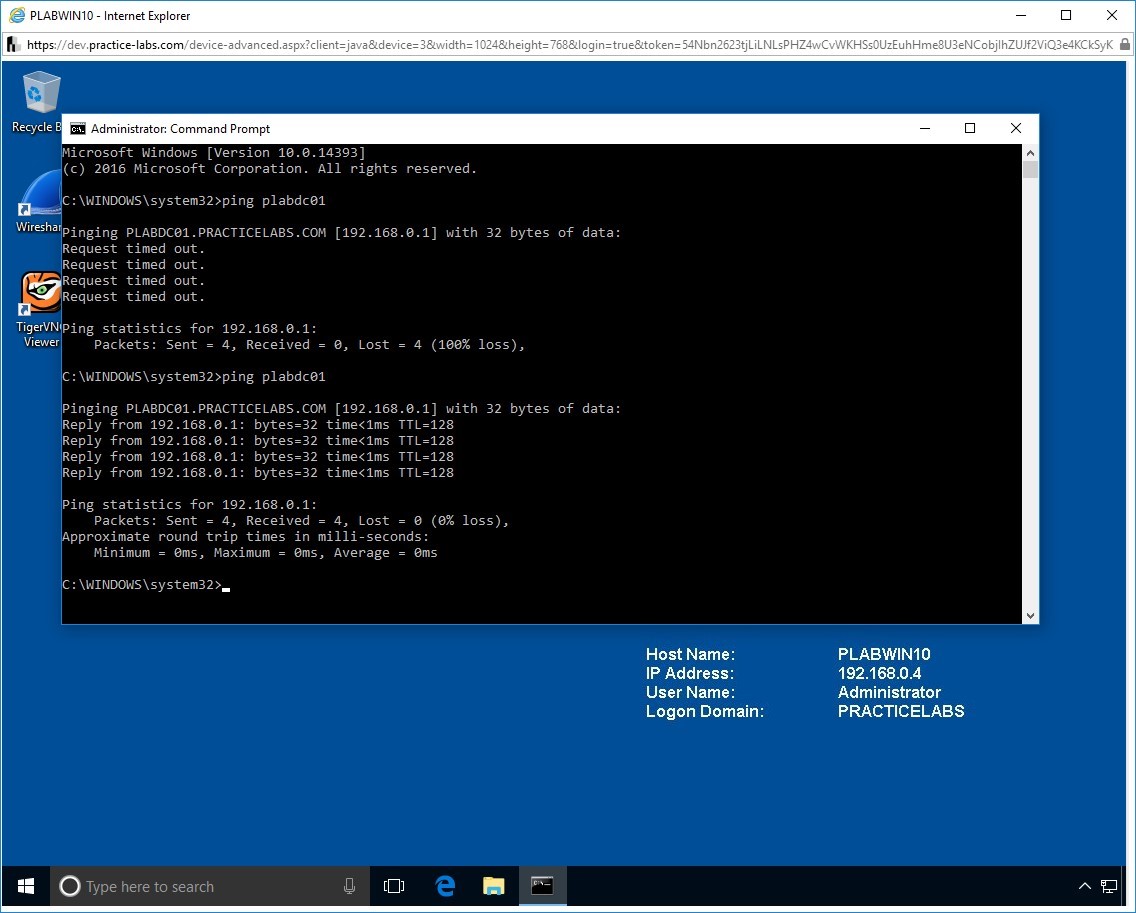 PLABWIN10 - Internet Explorer
https://dev.practice-labs.com/device-advanced.aspx?client=java&device=3&width=1024&height=768&login=true&token=
Recycle B
Wireshar
TigerVN
Viewer
Administrator: Command Prompt
Microsoft Windows [Version 10.0.14393]
(c) 2016 Microsoft Corporation. All rights reserved.
C:\WINDOWS\system32>ping plabdc01
Pinging PLABDC01.PRACTICELABS.COM [192.168.0.1] with 32 bytes of data:
Request timed out.
Request timed out.
Request timed out.
Request timed out.
Ping statistics for 192.168.0.1:
Packets: Sent = 4, Received = 0, Lost = 4 (100% loss),
C:\WINDOWS\system32>ping plabdc01
Pinging PLABDC01.PRACTICELABS.COM [192.168.0.1] with 32 bytes of data:
Reply from 192.168.0.1: bytes=32 time<1ms TTL=128
Reply from 192.168.0.1: bytes=32 time<1ms TTL=128
Reply from 192.168.0.1: bytes=32 time<1ms TTL=128
Reply from 192.168.0.1: bytes=32 time<1ms TTL=128
Ping statistics for 192.168.0.1:
Packets: Sent = 4, Received = 4, Lost = 0 (0% loss),
Approximate round trip times in milli-seconds:
Minimum = 0ms, Maximum = 0ms, Average = 0ms
C:\WINDOWS\system32>
Host Name: PLABWIN10
IP Address: 192.168.0.4
User Name: Administrator
Logon Domain: PRACTICELABS
Type here to search